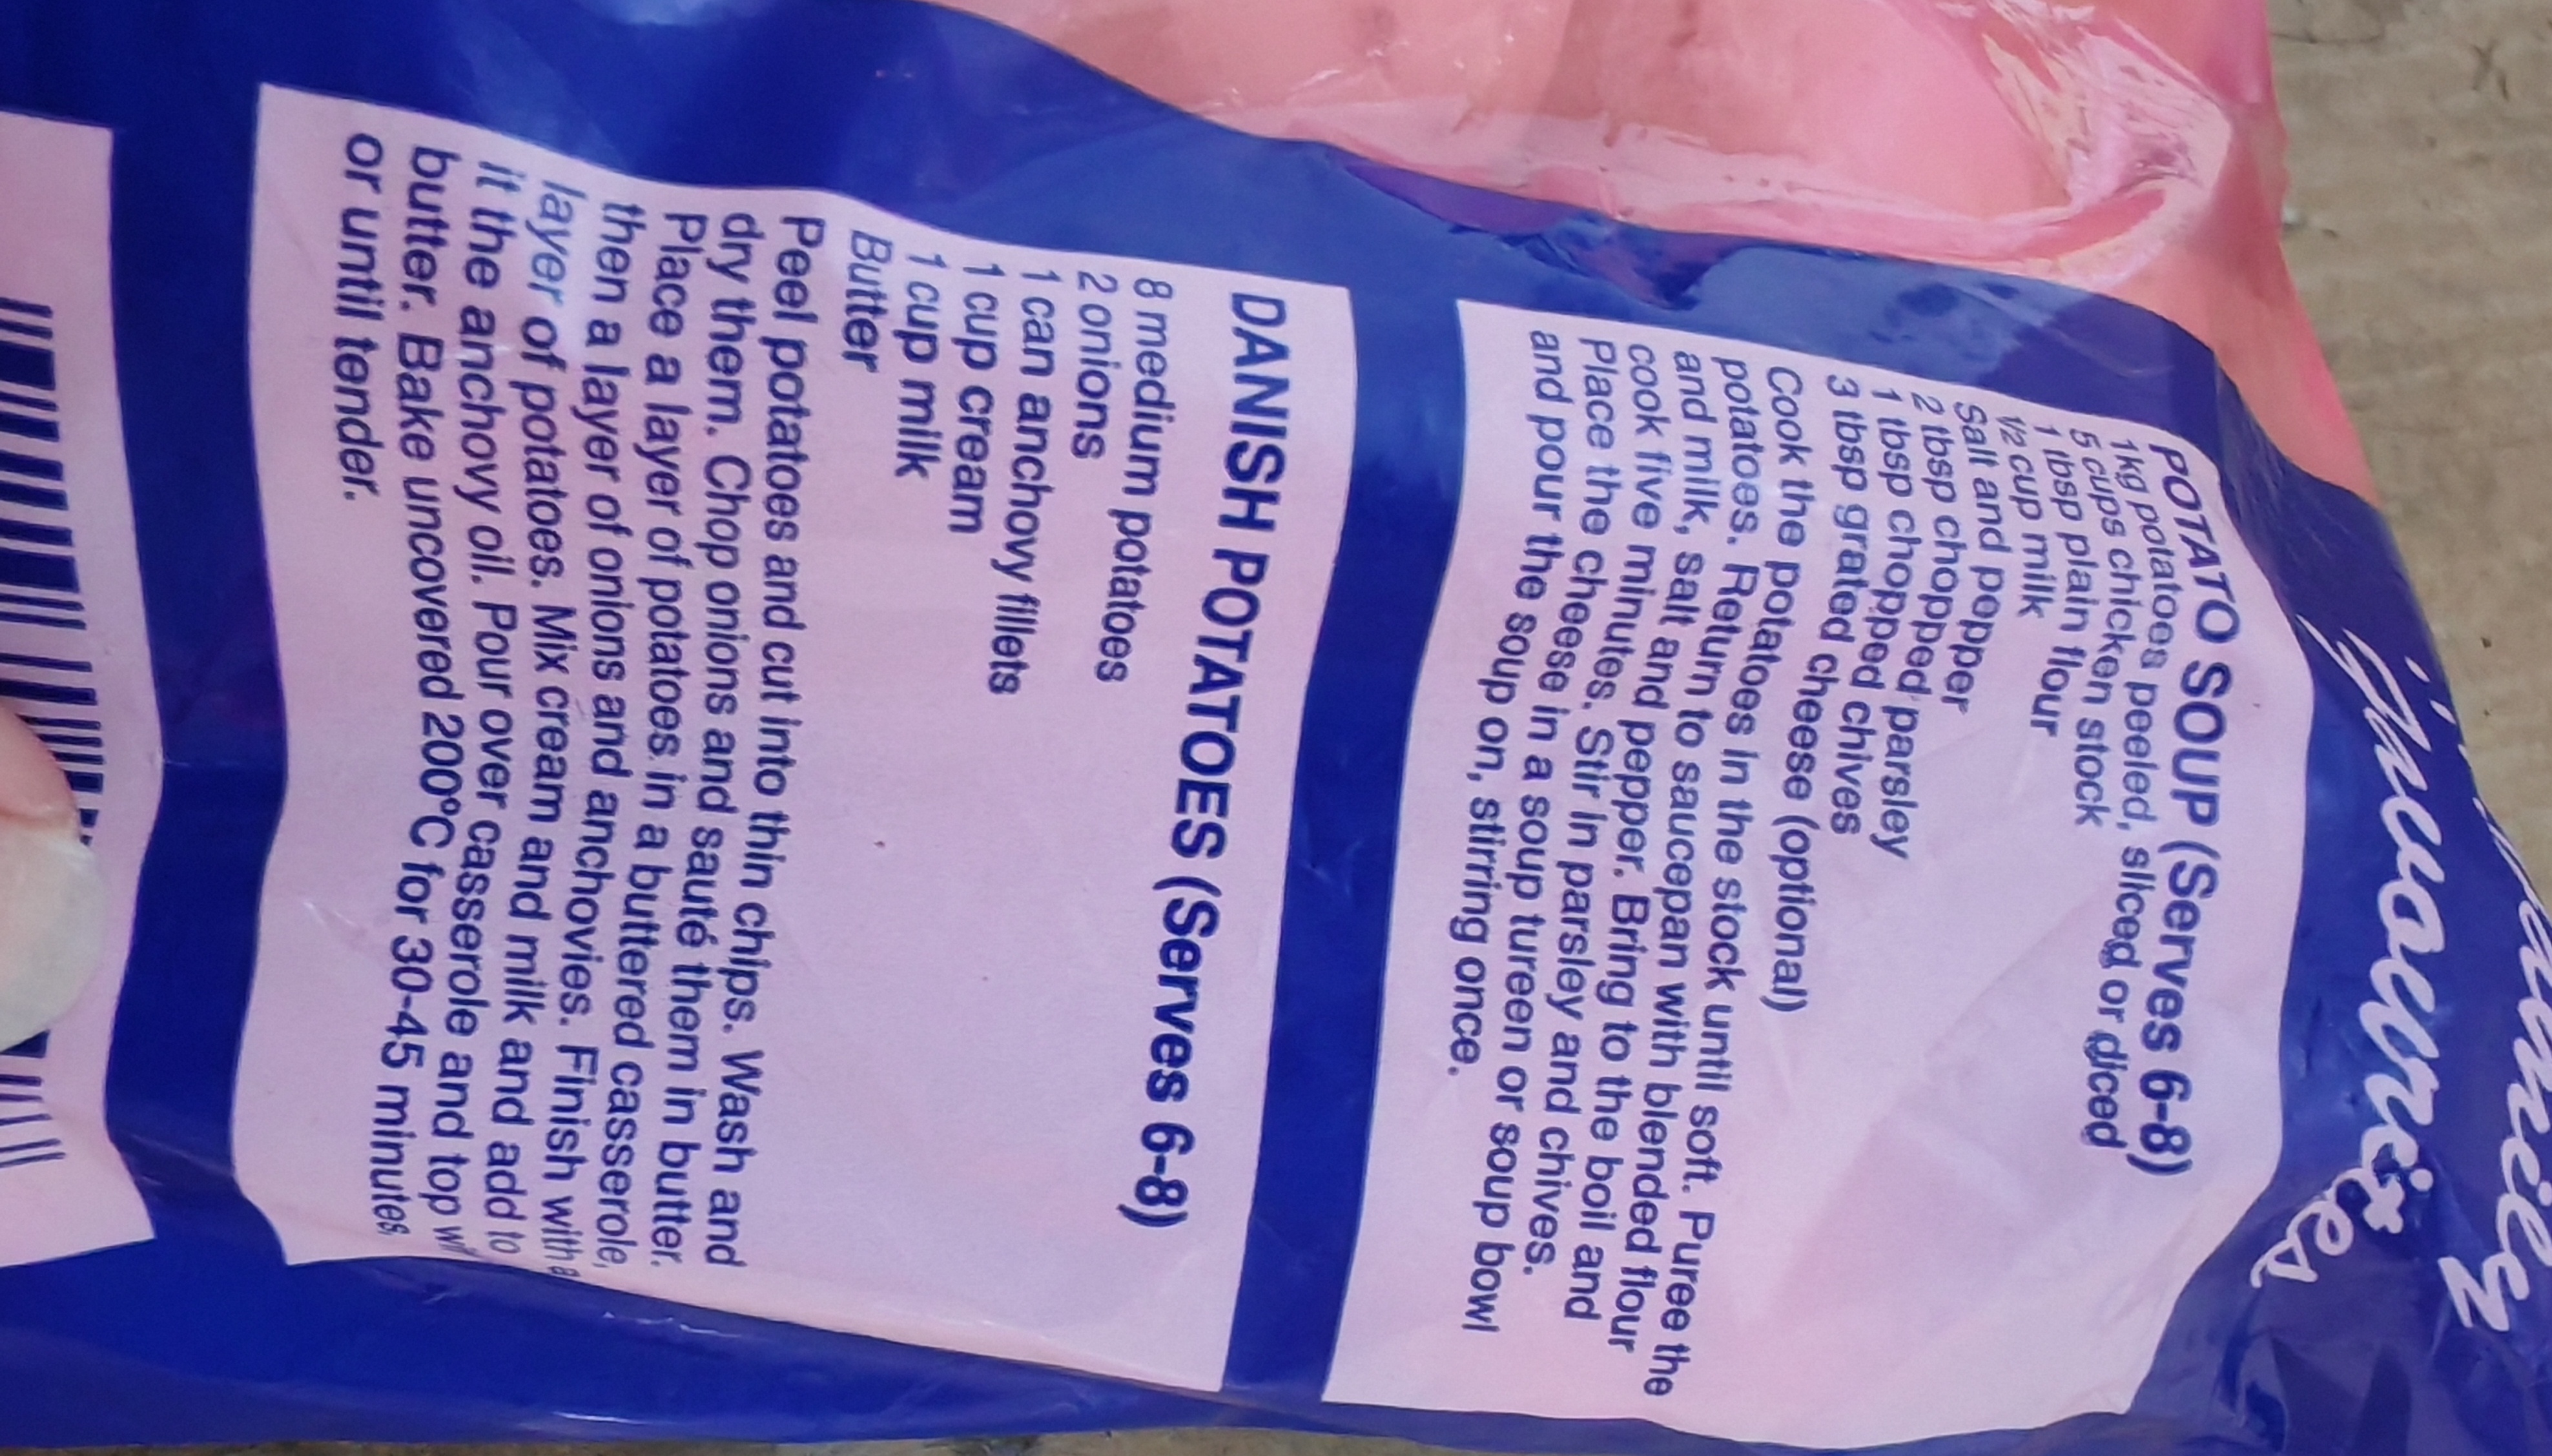 POTATO SOUP (Serves 6-8)
1kg potatoes peeled, sliced or diced
5 cups chicken stock
1 tbsp plain flour
1/2 cup milk
Salt and pepper
2 tbsp chopped parsley
1 tbsp chopped chives
3 tbsp grated cheese (optional)
Cook the potatoes in the stock until soft. Puree the
potatoes. Return to saucepan with blended flour
and milk, salt and pepper. Bring to the boil and
cook five minutes. Stir in parsley and chives.
Place the cheese in a soup tureen or soup bowl
and pour the soup on, stirring once.
DANISH POTATOES (Serves 6-8)
8 medium potatoes
2 onions
1 can anchovy fillets
1 cup cream
1 cup milk
Butter
Peel potatoes and cut into thin chips. Wash and
dry them. Chop onions and sauté them in butter.
Place a layer of potatoes in a buttered casserole,
then a layer of onions and anchovies. Finish with a
layer of potatoes. Mix cream and milk and add to
it the anchovy oil. Pour over casserole and top
butter. Bake uncovered 200°C for 30-45 minutes
or until tender.